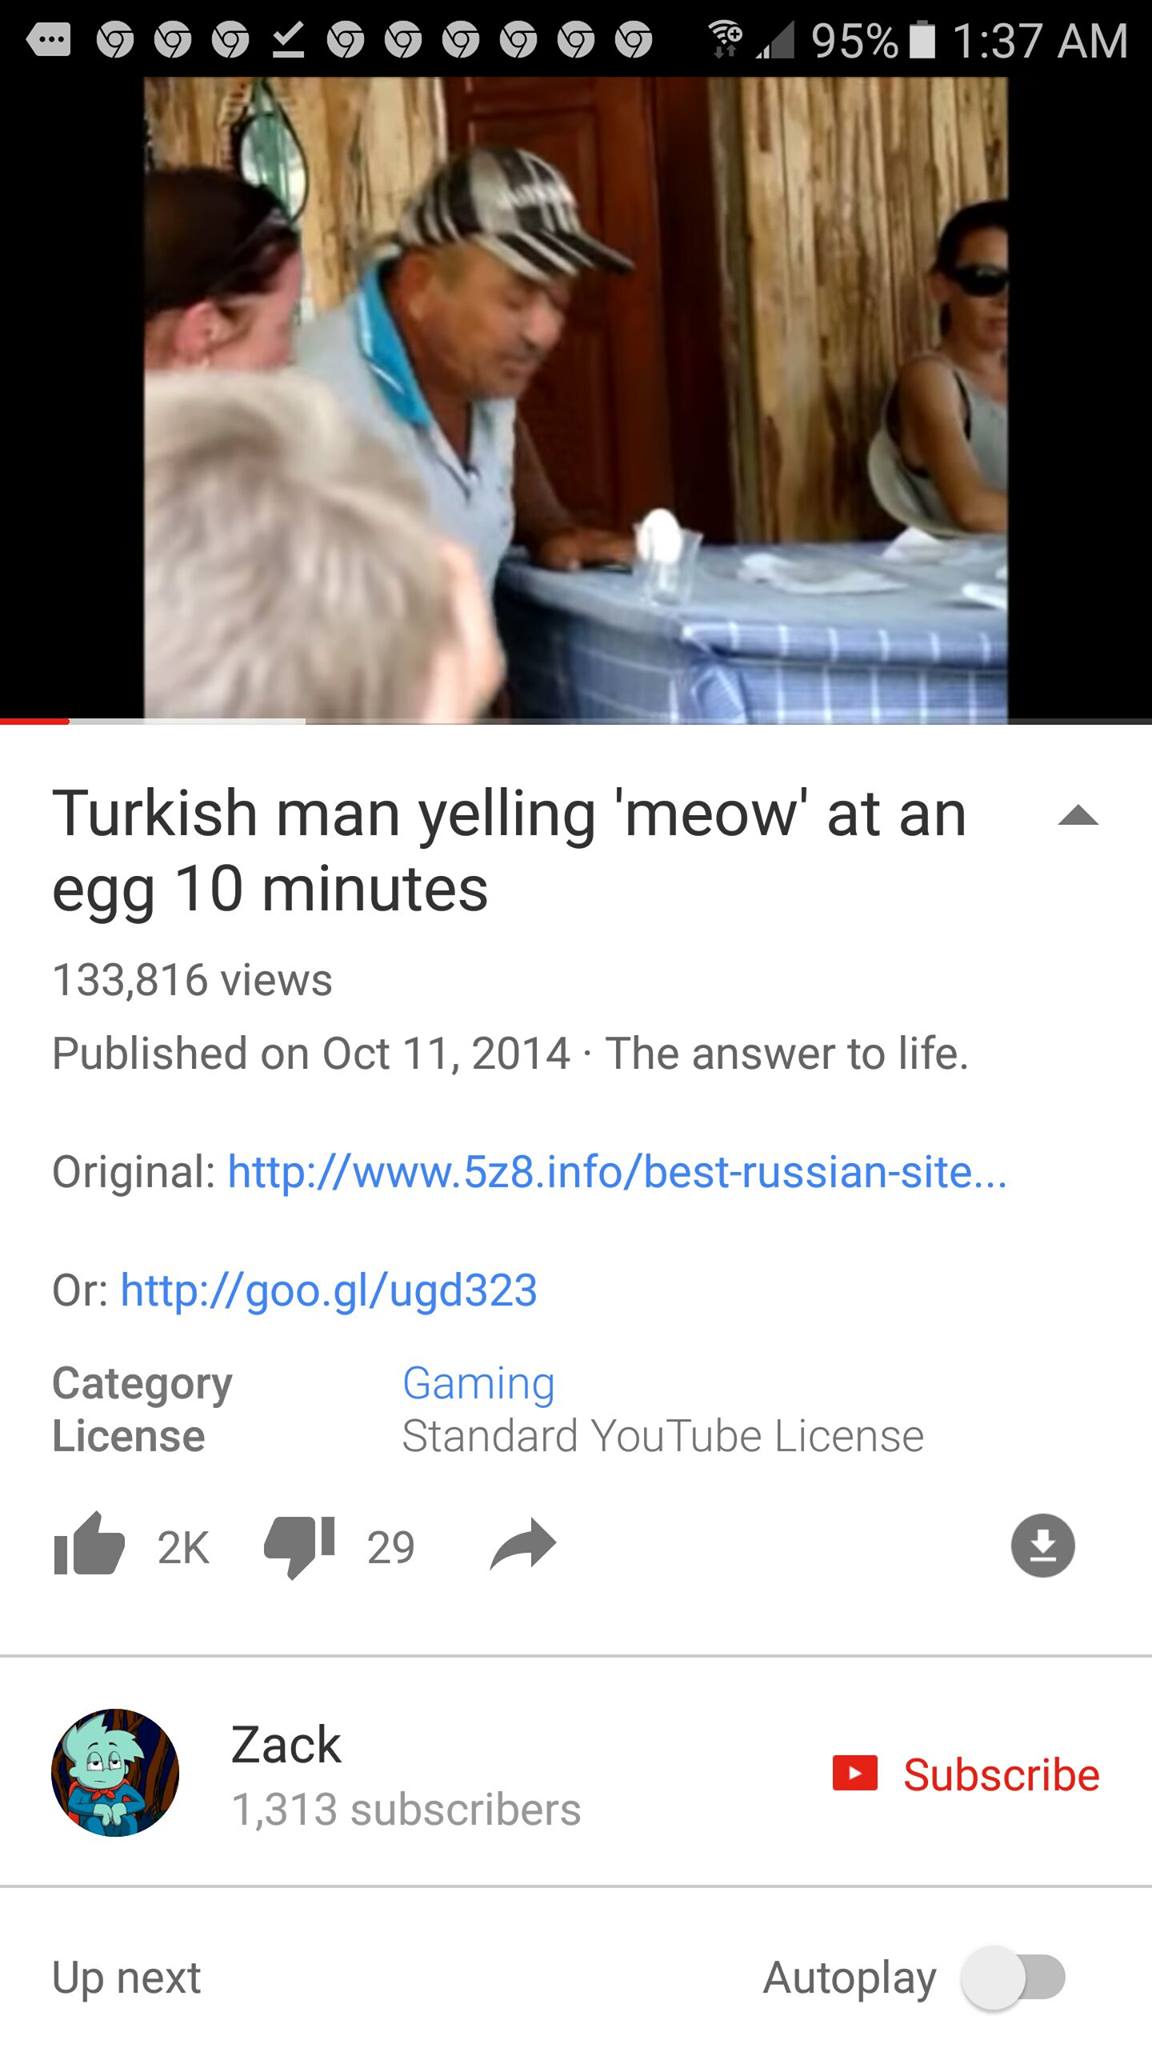 95% 1:37 AM
Turkish man yelling 'meow' at an
egg 10 minutes
133,816 views
Published on Oct 11, 2014 · The answer to life.
Original: http://www.5z8.info/best-russian-site...
Or: http://goo.gl/ugd323
Category Gaming
License Standard YouTube License
2K 29
Zack
Subscribe
1,313 subscribers
Up next Autoplay